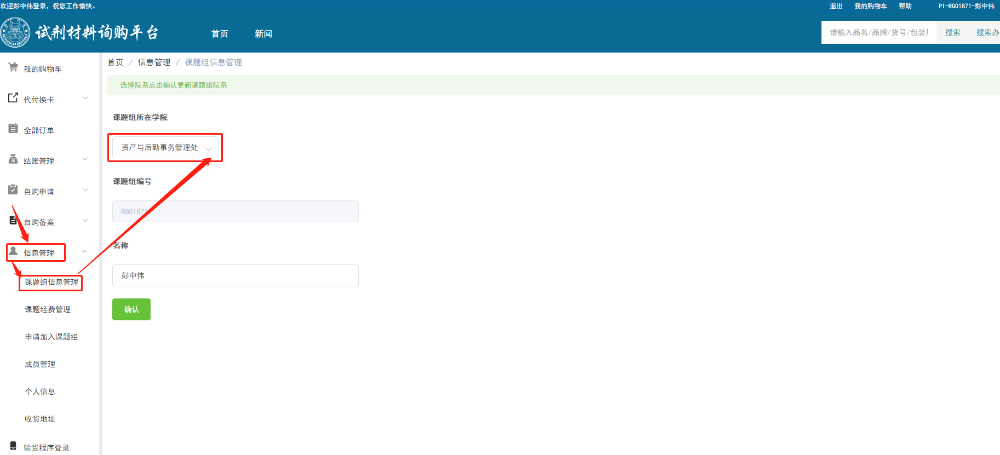 欢迎彭中伟登录，祝您工作愉快。
退出 我的购物车 帮助 PI-RG01871-彭中伟
试剂材料询购平台
首页 新闻
请输入品名/品牌/货号/包装规 搜索 搜索办
我的购物车
代付换卡
全部订单
结账管理
自购申请
自购备案
信息管理
课题组信息管理
课题经费管理
申请加入课题组
成员管理
个人信息
收货地址
验货程序登录
首页 / 信息管理 / 课题组信息管理
选择院系点击确认更新课题组院系
课题组所在学院
资产与后勤事务管理处
课题组编号
RG01871
名称
彭中伟
确认